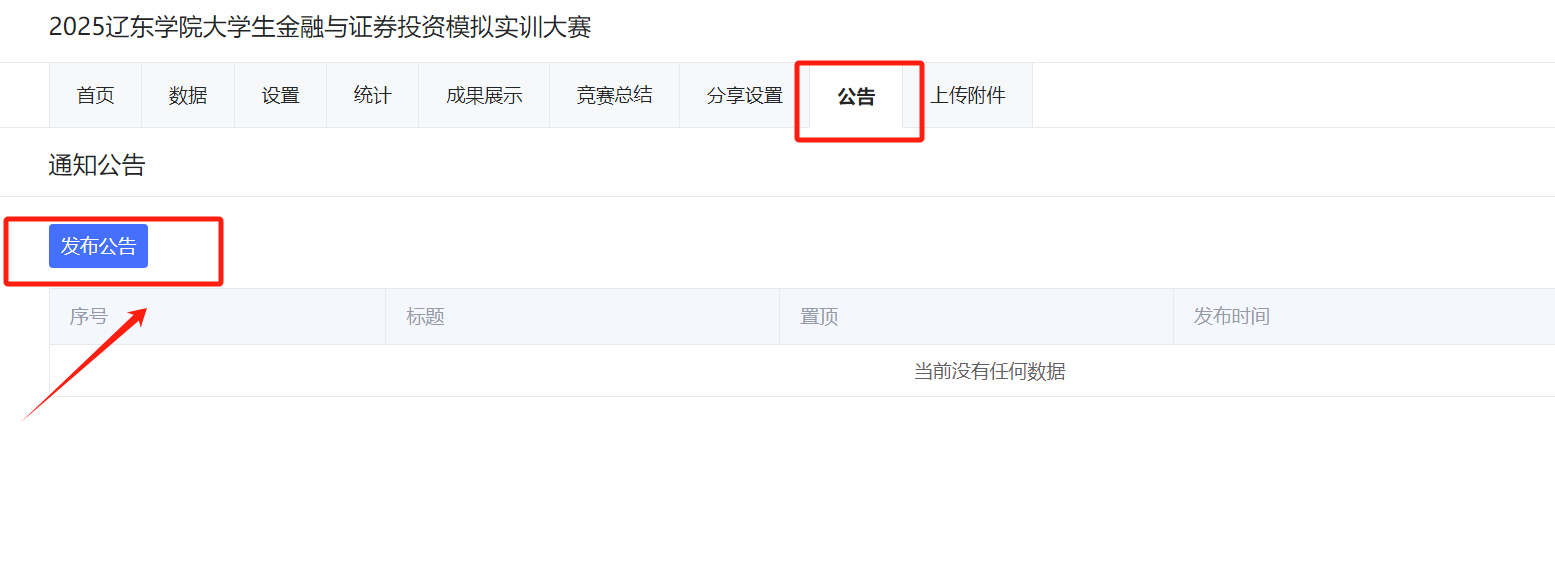 2025辽东学院大学生金融与证券投资模拟实训大赛
首页 数据 设置 统计 成果展示 竞赛总结 分享设置 公告 上传附件
通知公告
发布公告
序号 标题 置顶 发布时间
当前没有任何数据